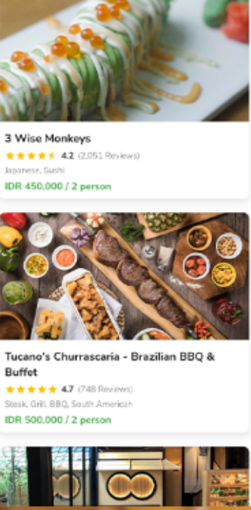 3 Wise Monkeys
4.2 (2,051 Reviews)
Japanese, Sushi
IDR 450,000 / 2 person
Tucano's Churrascaria - Brazilian BBQ &
Buffet
4.7 (748 Reviews)
Steak, Grill, BBQ, South American
IDR 500,000 / 2 person